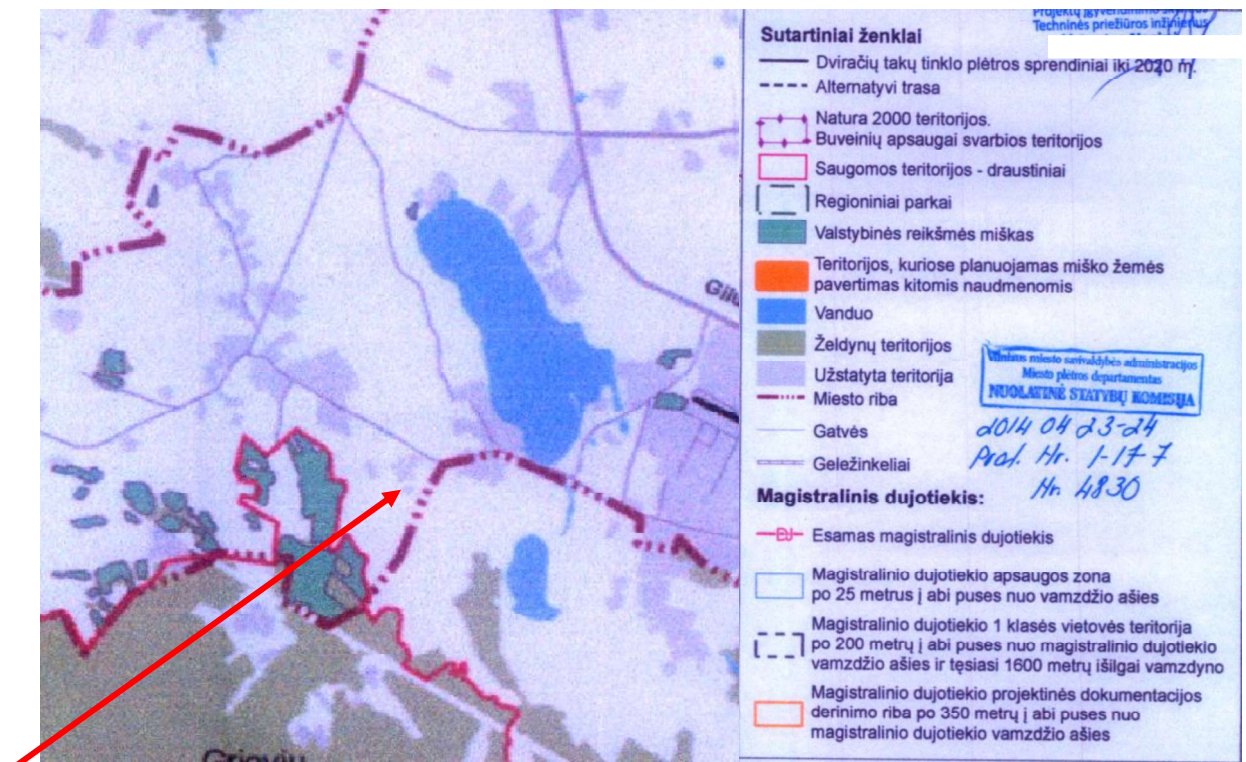 Techninės priežiūros inžinierius
Sutartiniai ženklai
Dviračių takų tinklo plėtros sprendiniai iki 2020 m.
Alternatyvi trasa
Natura 2000 teritorijos.
Buveinių apsaugai svarbios teritorijos
Saugomos teritorijos - draustiniai
Regioniniai parkai
Valstybinės reikšmės miškas
Teritorijos, kuriose planuojamas miško žemės
pavertimas kitomis naudmenomis
Vanduo
Želdynų teritorijos
Užstatyta teritorija
Miesto riba
Gatvės
Geležinkeliai
Vilniaus miesto savivaldybės administracijos
Miesto plėtros departamentas
NUOLATINĖ STATYBŲ KOMISIJA
2014 04 23-24
Prot. Nr. 1-17-7
Nr. 4830
Magistralinis dujotiekis:
DJ
Esamas magistralinis dujotiekis
Magistralinio dujotiekio apsaugos zona
po 25 metrus į abi puses nuo vamzdžio ašies
Magistralinio dujotiekio 1 klasės vietovės teritorija
po 200 metrų į abi puses nuo magistralinio dujotiekio
vamzdžio ašies ir tęsiasi 1600 metrų išilgai vamzdyno
Magistralinio dujotiekio projektinės dokumentacijos
derinimo riba po 350 metrų į abi puses nuo
magistralinio dujotiekio vamzdžio ašies